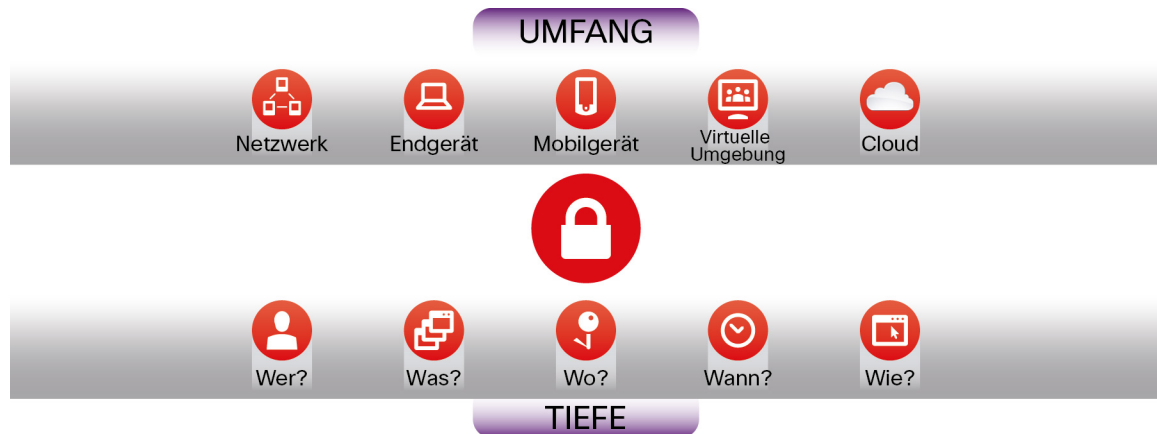 UMFANG
Netzwerk
Endgerät
Mobilgerät
Virtuelle
Umgebung
Cloud
Wer?
Was?
Wo?
Wann?
Wie?
TIEFE